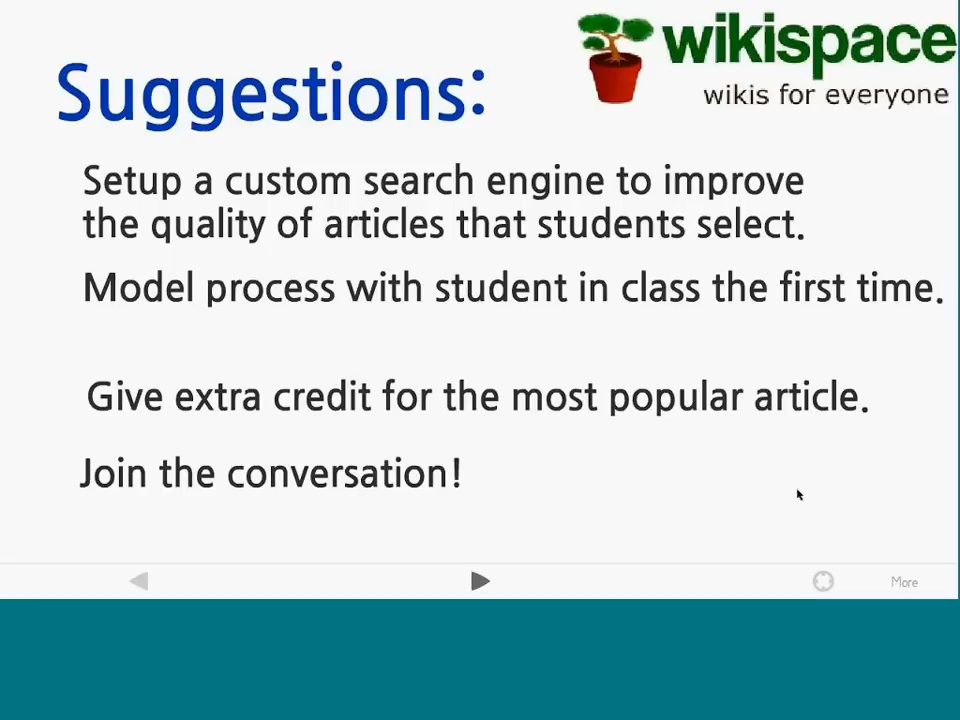 wikispace
wikis for everyone
Suggestions:
Setup a custom search engine to improve
the quality of articles that students select.
Model process with student in class the first time.
Give extra credit for the most popular article.
Join the conversation!
More